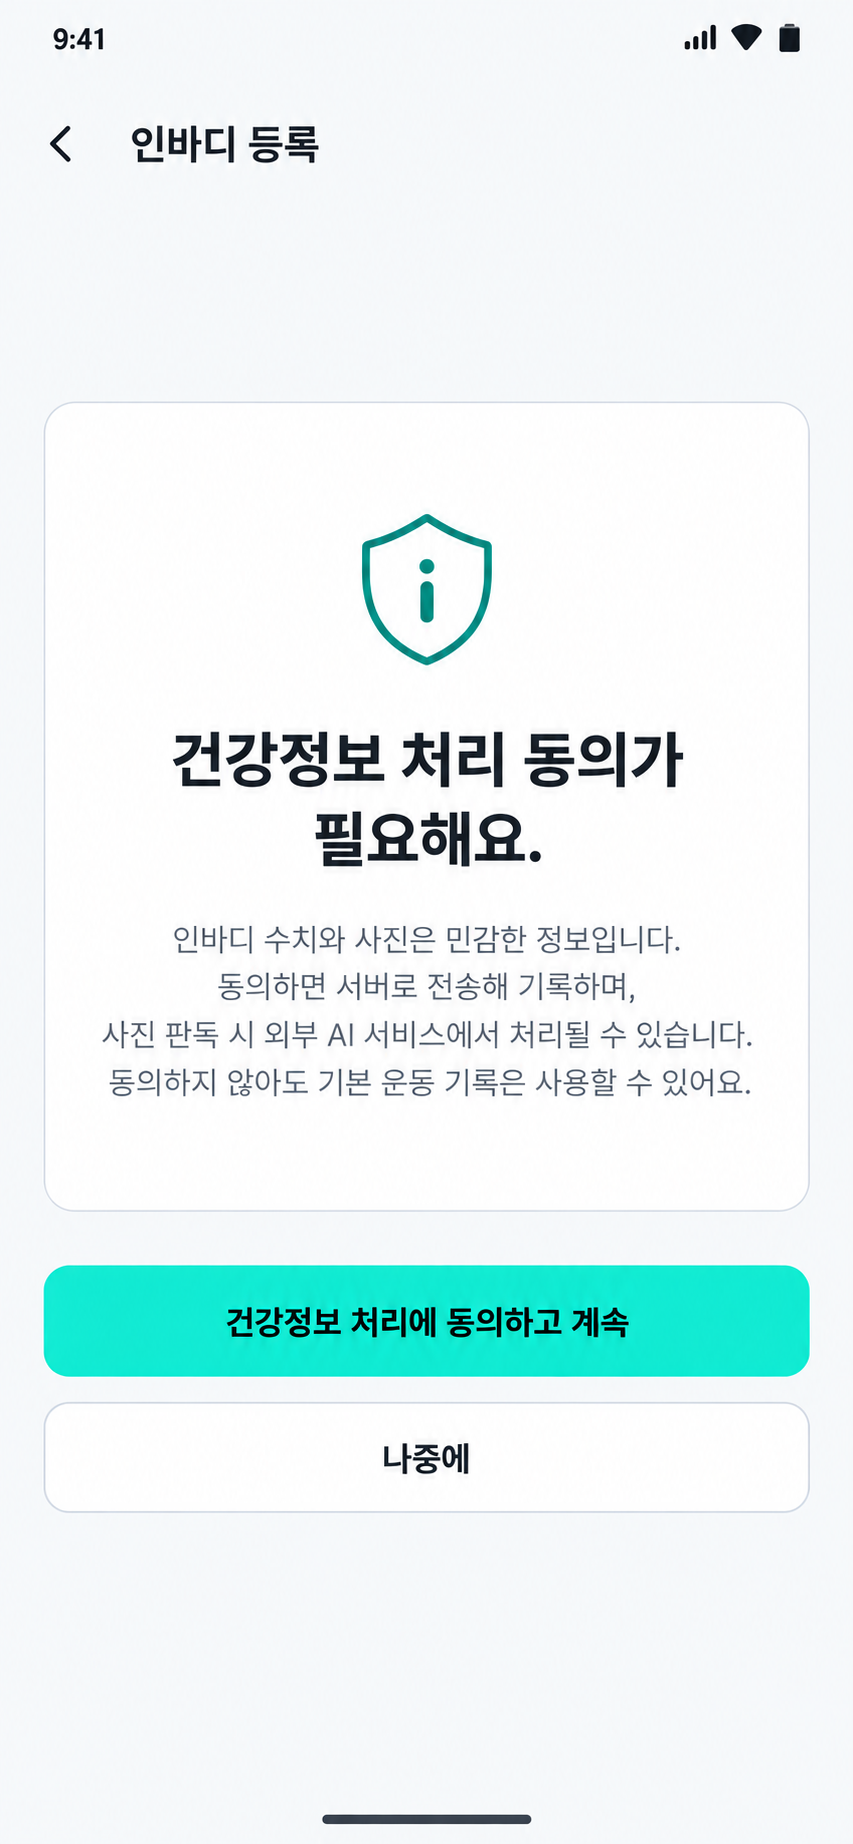 9:41
인바디 등록
건강정보 처리 동의가
필요해요.
인바디 수치와 사진은 민감한 정보입니다.
동의하면 서버로 전송해 기록하며,
사진 판독 시 외부 AI 서비스에서 처리될 수 있습니다.
동의하지 않아도 기본 운동 기록은 사용할 수 있어요.
건강정보 처리에 동의하고 계속
나중에